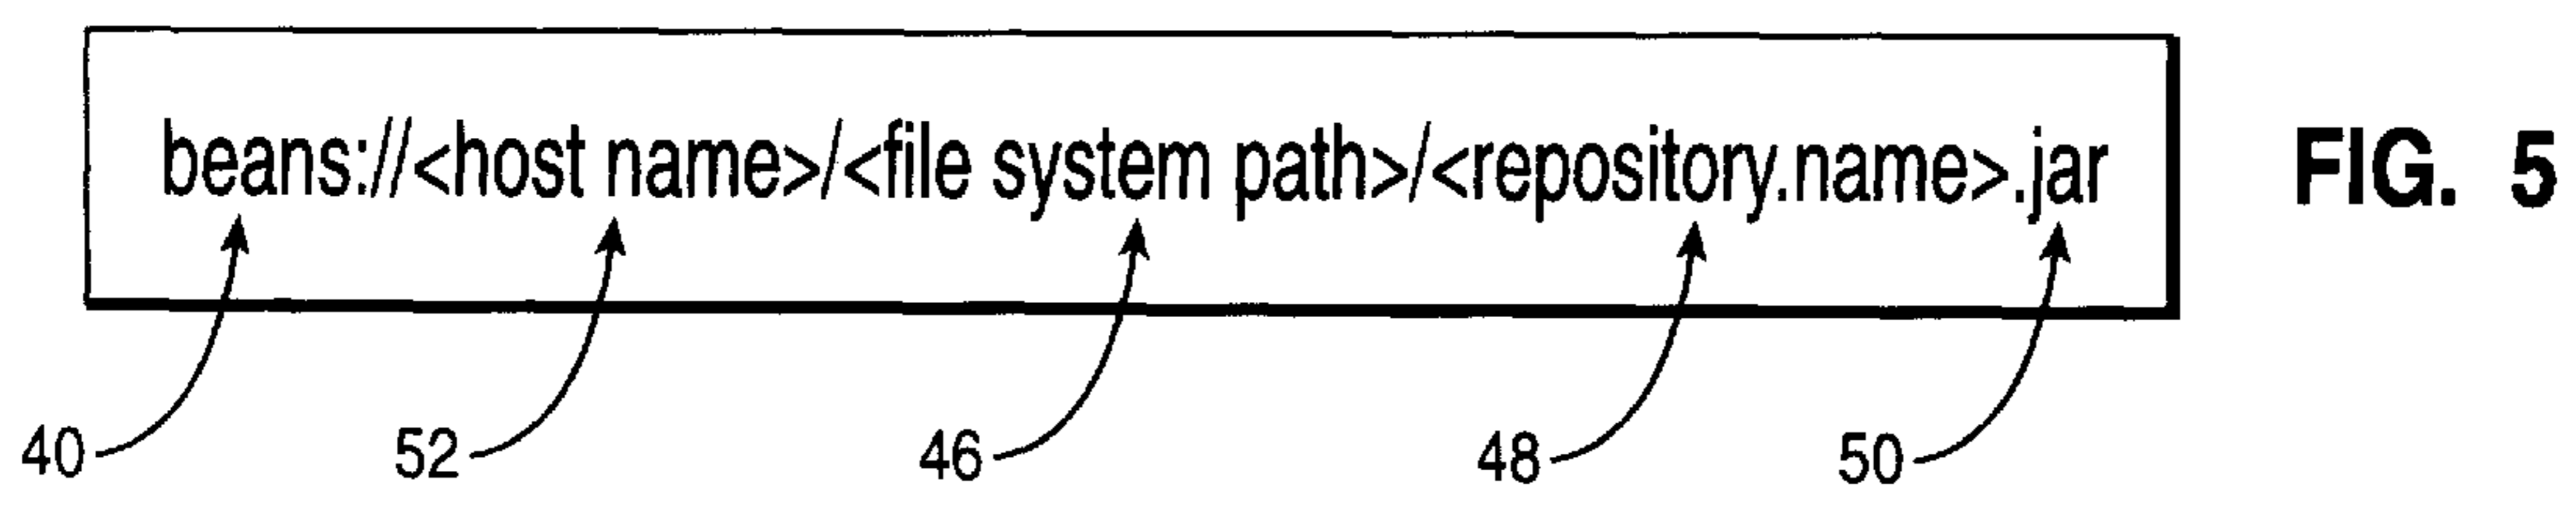 beans://<host name>/<file system path>/<repository.name>.jar
FIG. 5
40 52 46 48 50